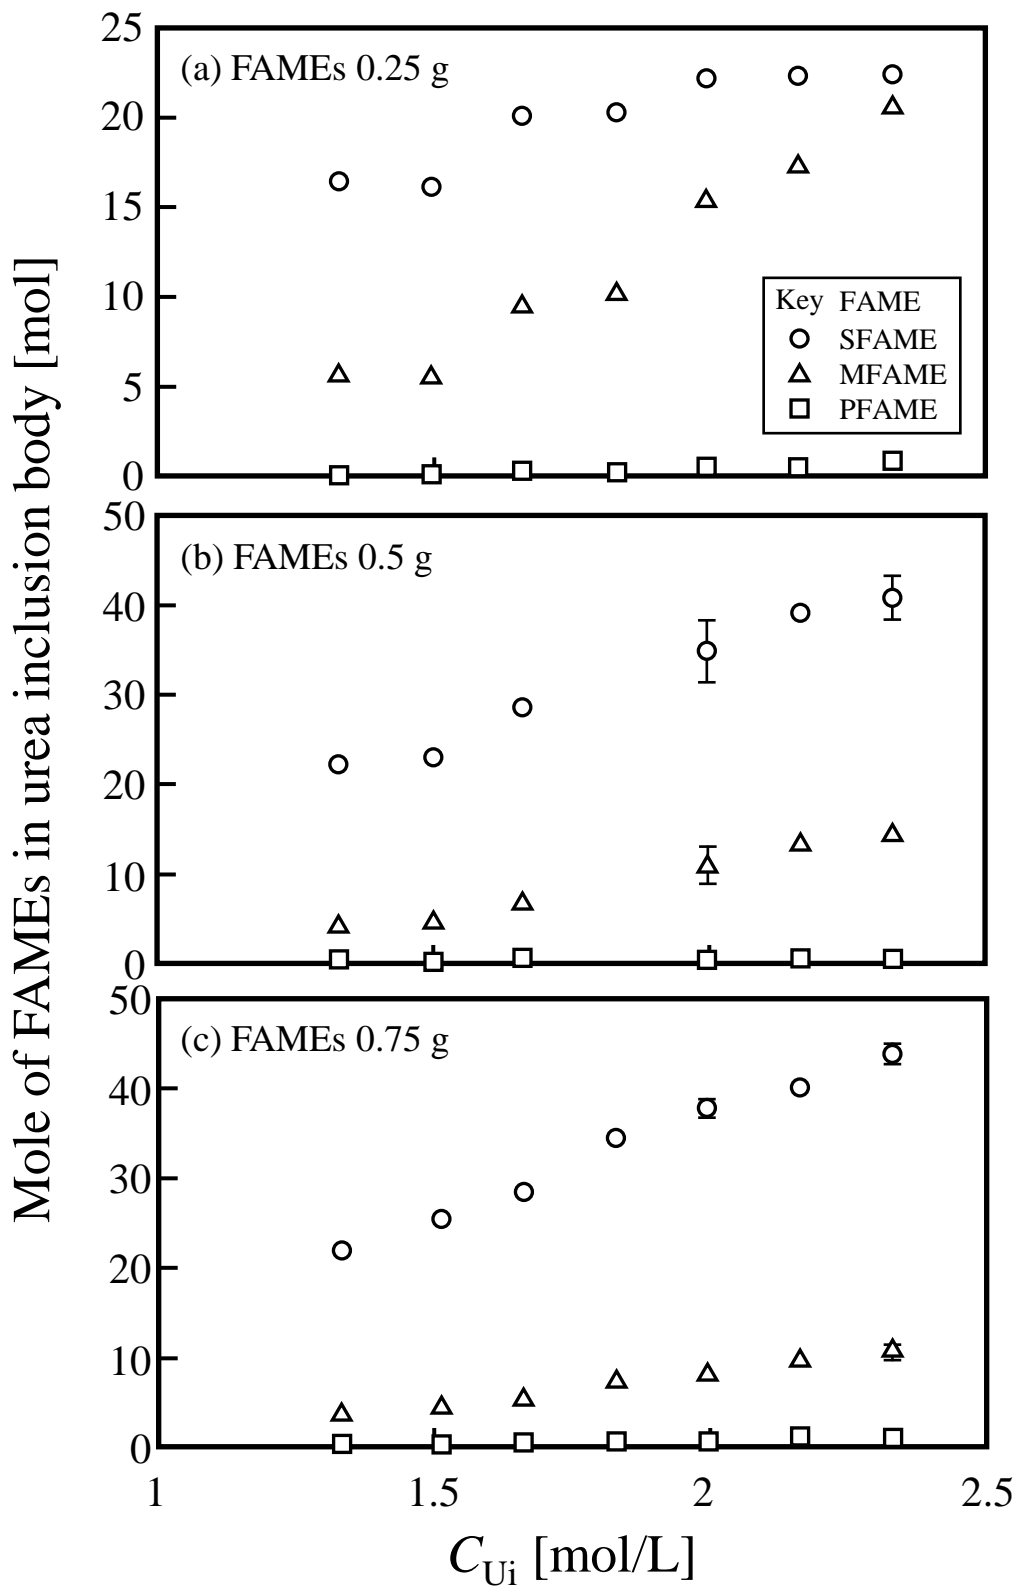 Mole of FAMEs in urea inclusion body [mol]
25
20
15
10
5
0
(a) FAMEs 0.25 g
Key FAME
SFAME
MFAME
PFAME
50
40
30
20
10
0
(b) FAMEs 0.5 g
50
40
30
20
10
0
(c) FAMEs 0.75 g
1 1.5 2 2.5
CUi [mol/L]